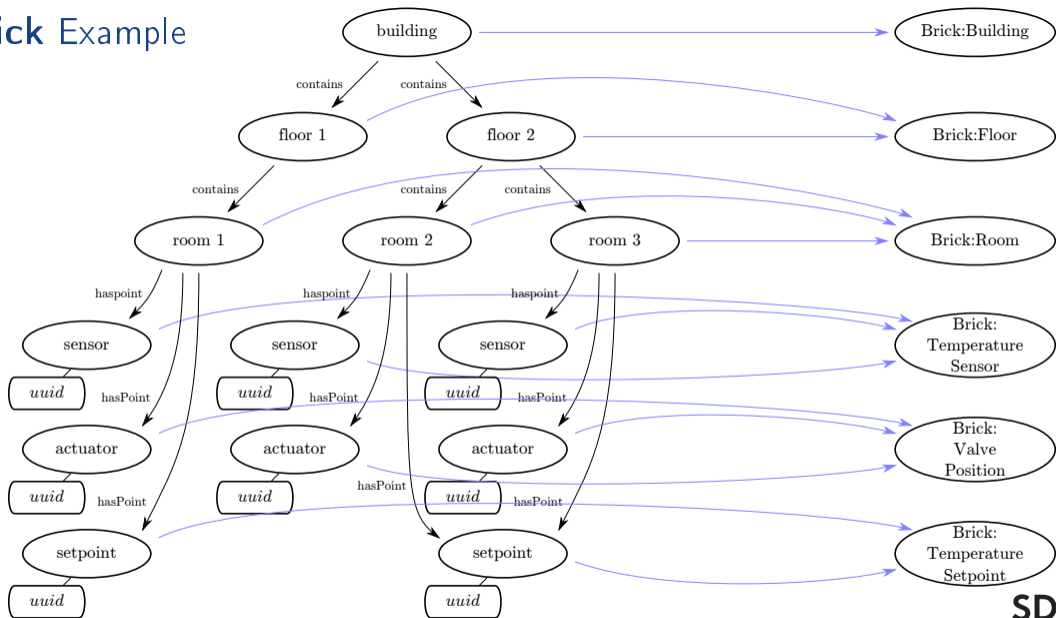 ick Example
building
Brick:Building
contains
contains
floor 1
floor 2
Brick:Floor
contains
contains
contains
room 1
room 2
room 3
Brick:Room
haspoint
haspoint
haspoint
sensor
sensor
sensor
Brick:
Temperature
Sensor
uuid
uuid
uuid
hasPoint
hasPoint
hasPoint
actuator
actuator
actuator
Brick:
Valve
Position
uuid
uuid
uuid
hasPoint
hasPoint
hasPoint
setpoint
setpoint
Brick:
Temperature
Setpoint
uuid
uuid
SD